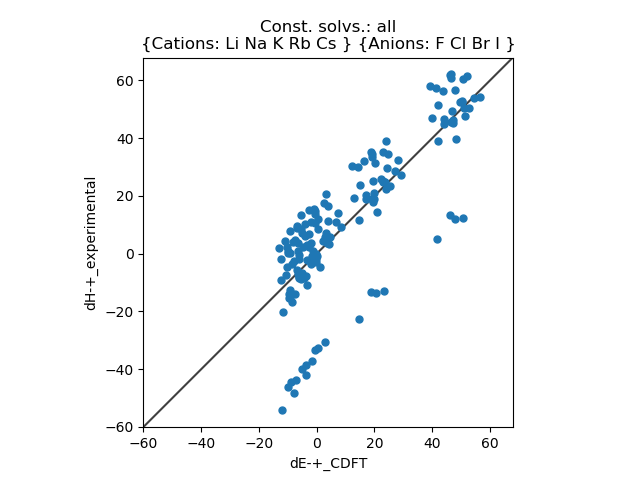 Const. solvs.: all
{Cations: Li Na K Rb Cs } {Anions: F Cl Br I }
60
40
20
0
−20
−40
−60
dH-+_experimental
−60 −40 −20 0 20 40 60
dE-+_CDFT